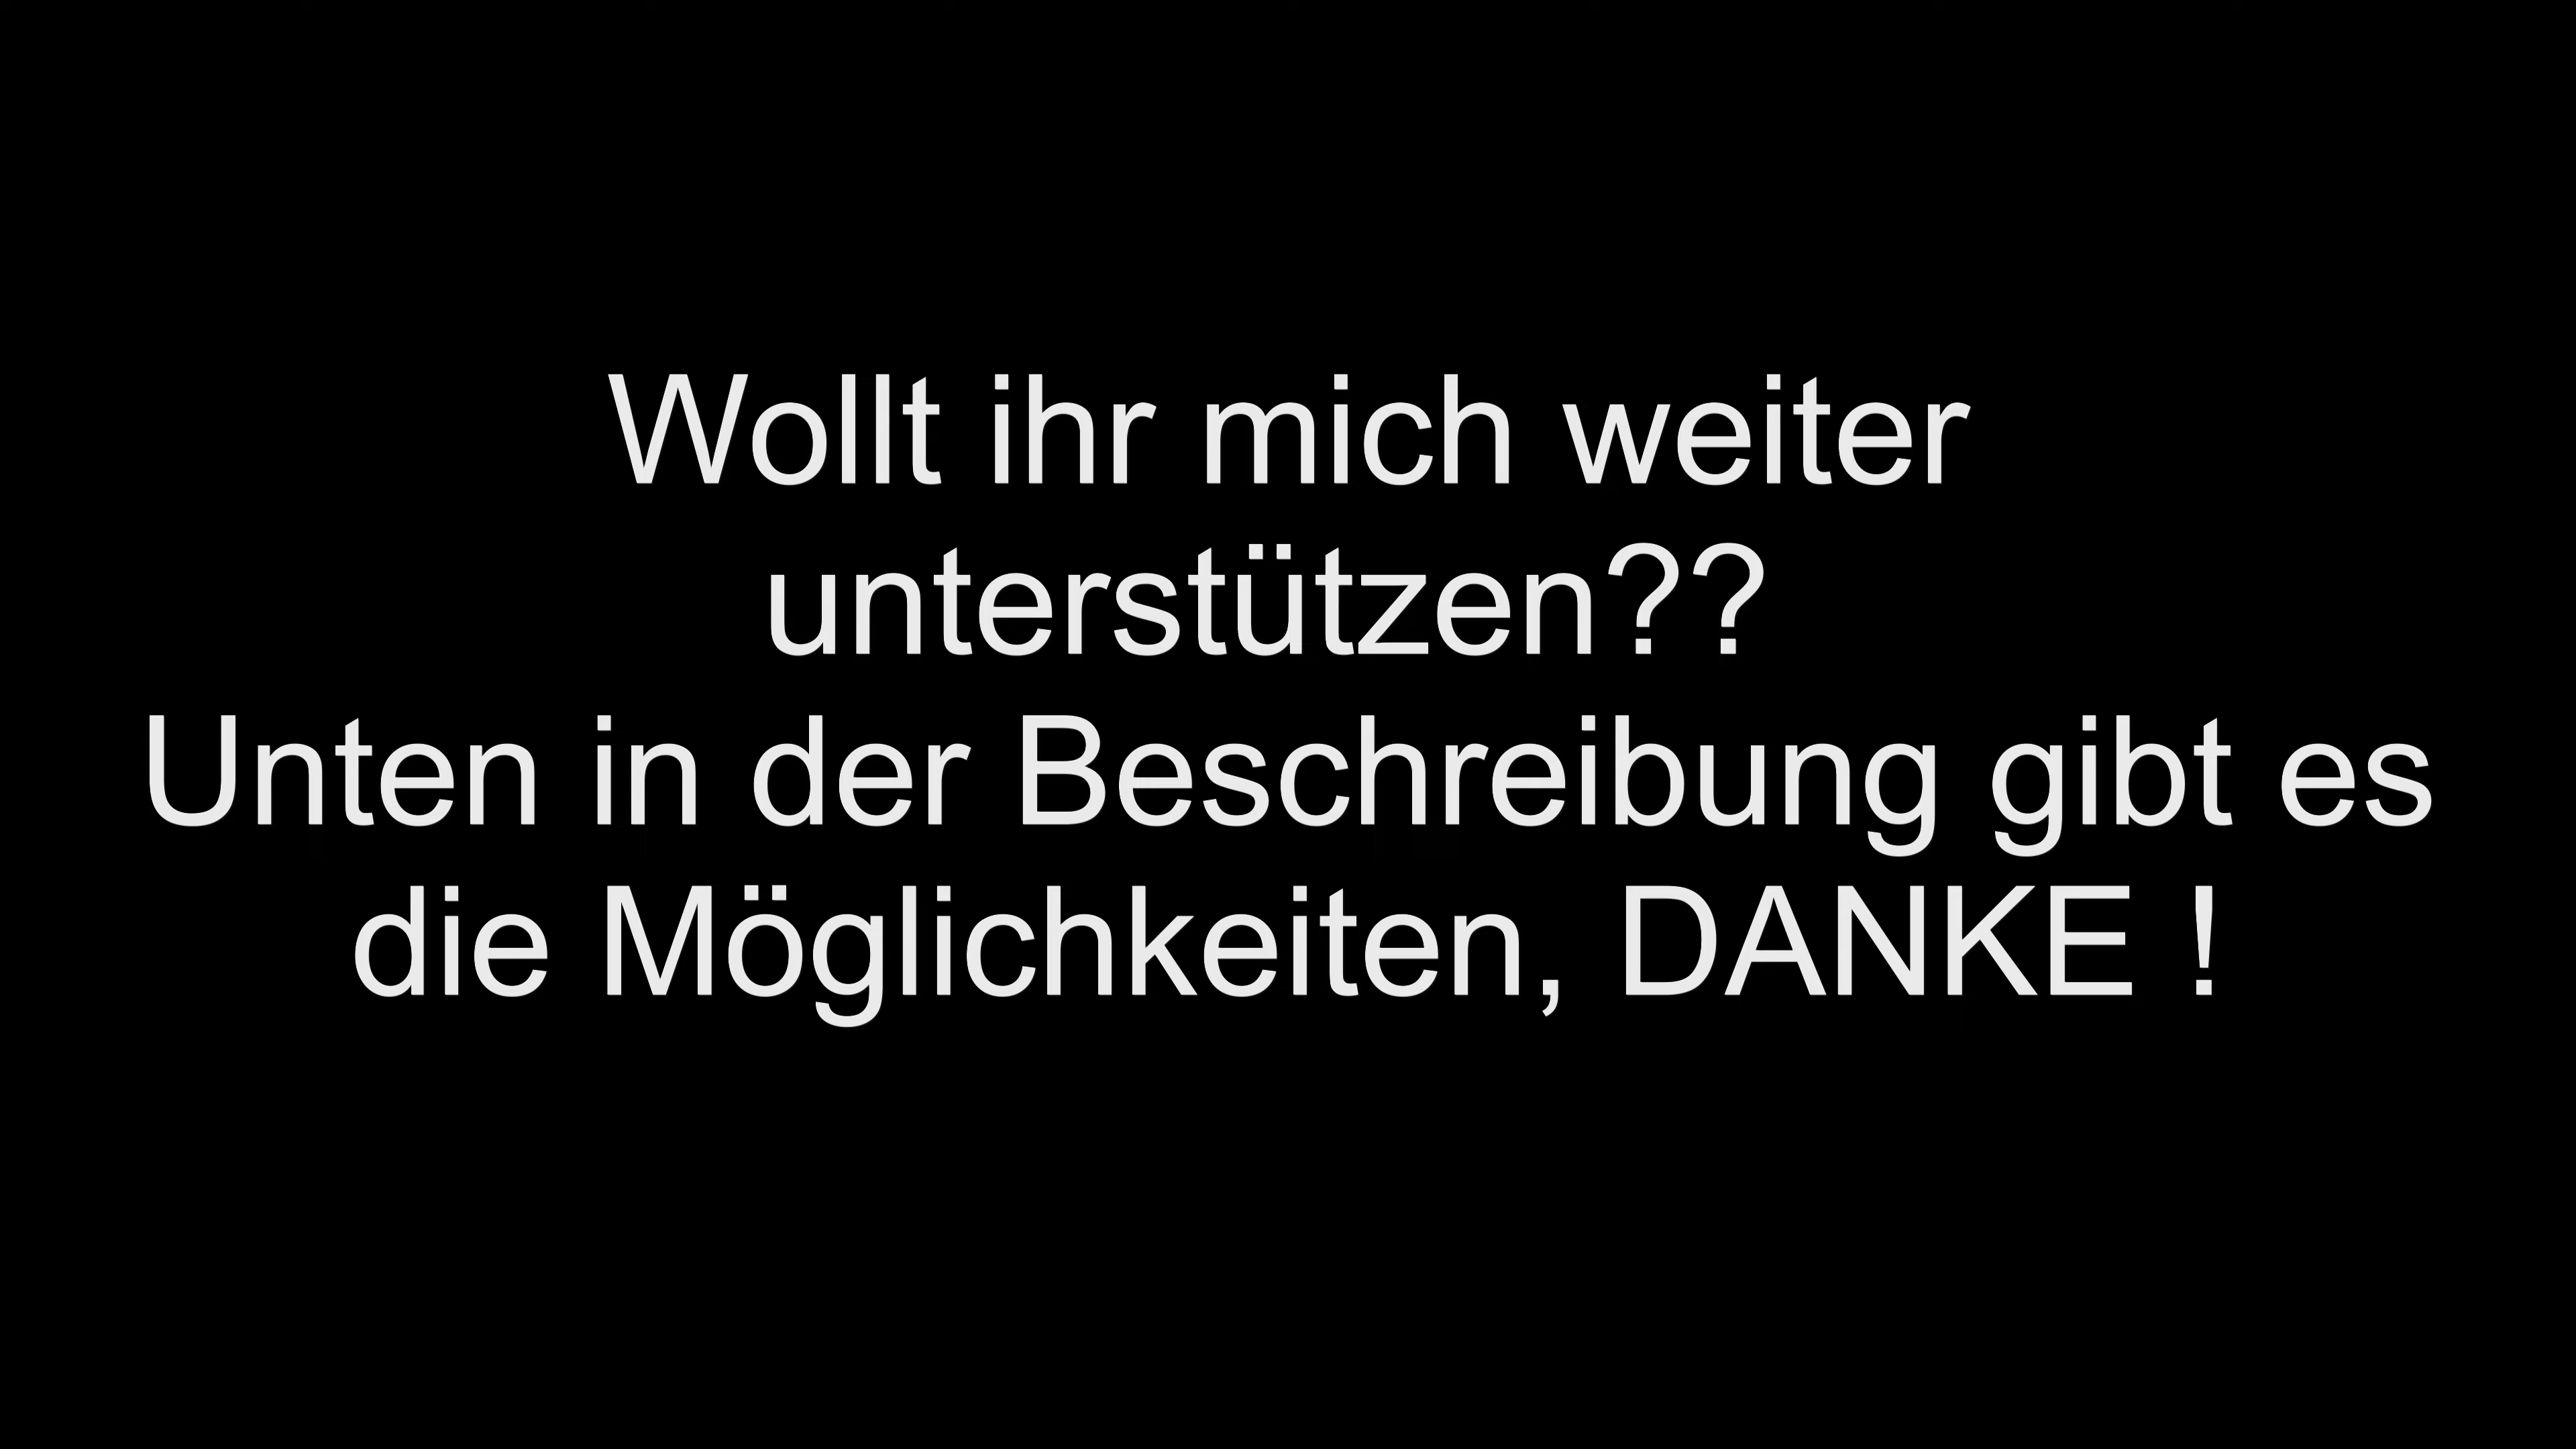 Wollt ihr mich weiter
unterstützen??
Unten in der Beschreibung gibt es
die Möglichkeiten, DANKE !